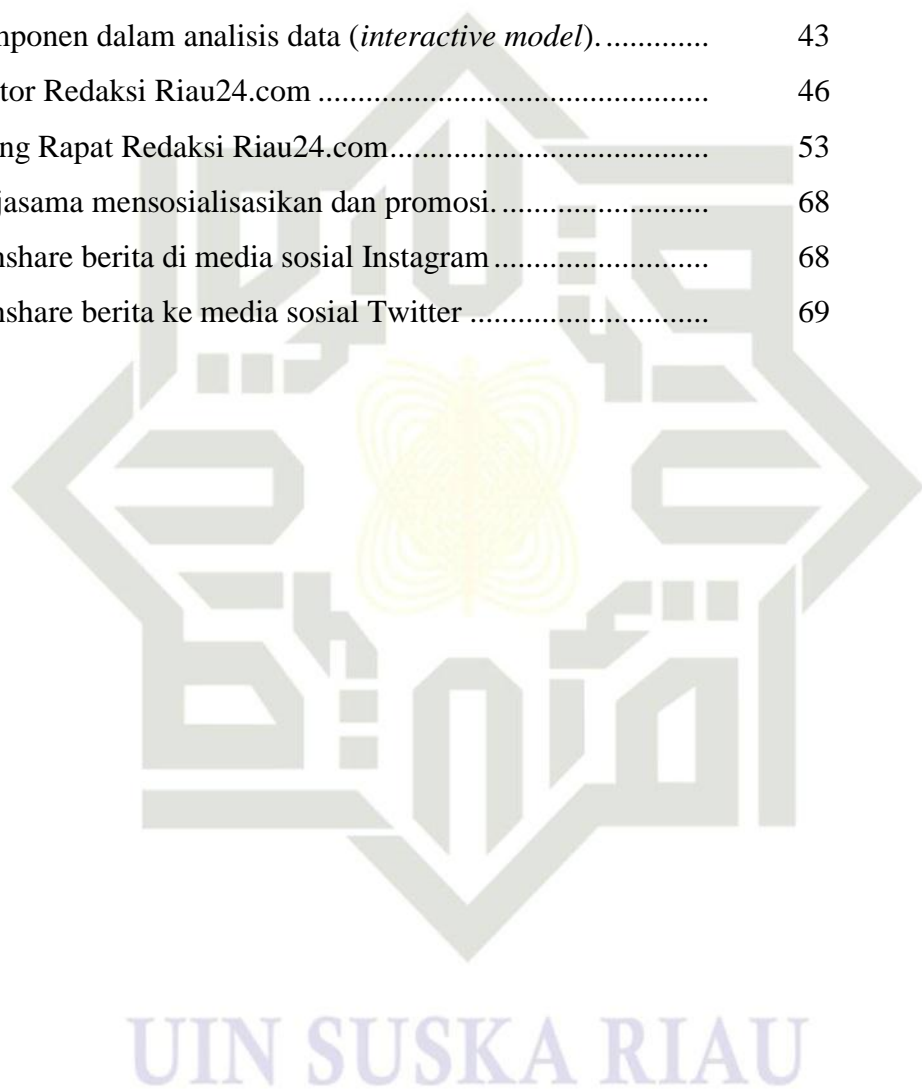 mponen dalam analisis data (interactive model). ............. 43
tor Redaksi Riau24.com ................................................. 46
ng Rapat Redaksi Riau24.com........................................ 53
jasama mensosialisasikan dan promosi. .......................... 68
nshare berita di media sosial Instagram ........................... 68
nshare berita ke media sosial Twitter .............................. 69
UIN SUSKA RIAU